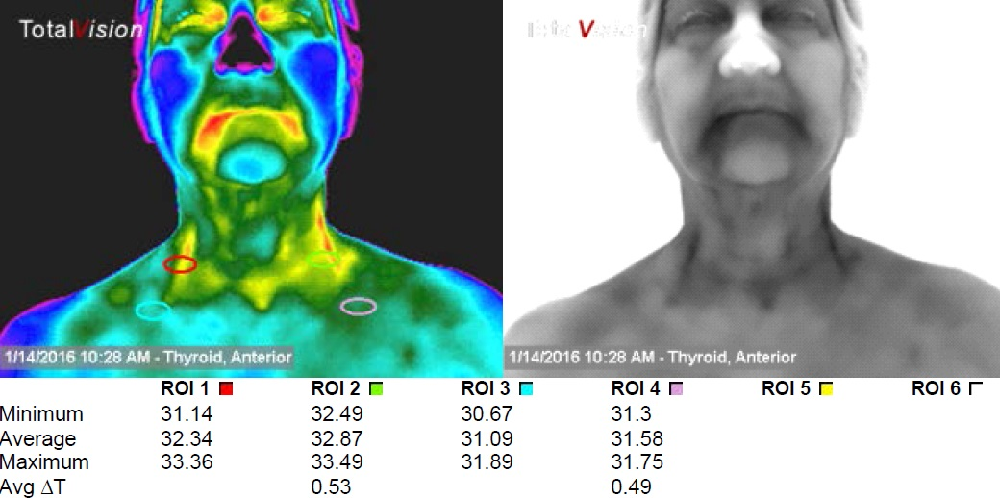 TotalVision
1/14/2016 10:28 AM - Thyroid, Anterior
1/14/2016 10:28 AM - Thyroid, Anterior
ROI 1 ROI 2 ROI 3 ROI 4 ROI 5 ROI 6
Minimum 31.14 32.49 30.67 31.3
Average 32.34 32.87 31.09 31.58
Maximum 33.36 33.49 31.89 31.75
Avg ΔT 0.53 0.49